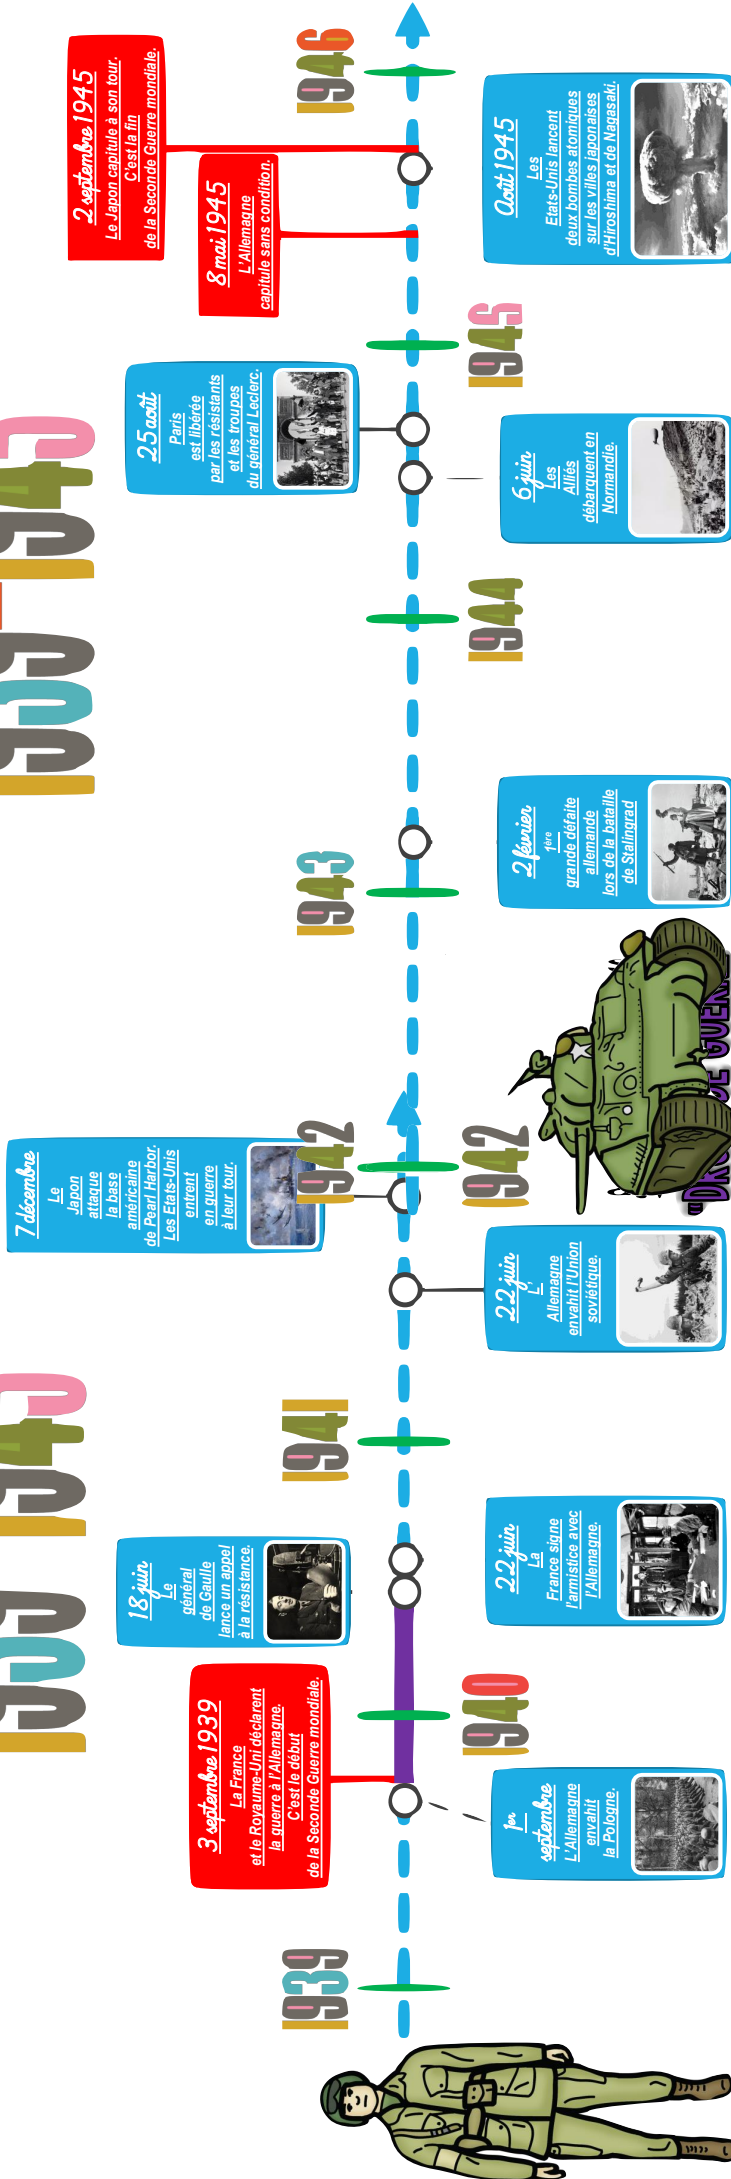 1939
1er
septembre
L'Allemagne
envahit
la Pologne.
3 septembre 1939
La France
et le Royaume-Uni déclarent
la guerre à l'Allemagne.
C'est le début
de la Seconde Guerre mondiale.
1940
18 juin
Le
général
de Gaulle
lance un appel
à la résistance.
22 juin
La
France signe
l'armistice avec
l'Allemagne.
1939 1945
1941
22 juin
L'
Allemagne
envahit l'Union
soviétique.
7 décembre
Le
Japon
attaque
la base
américaine
de Pearl Harbor.
Les Etats-Unis
entrent
en guerre
à leur tour.
1942
1942
DE GUERRE
1943
2 février
1ère
grande défaite
allemande
lors de la bataille
de Stalingrad
1939-1945
1944
6 juin
Les
Alliés
débarquent en
Normandie.
25 août
Paris
est libérée
par les résistants
et les troupes
du général Leclerc.
1945
8 mai 1945
L'Allemagne
capitule sans condition.
Août 1945
Les
Etats-Unis lancent
deux bombes atomiques
sur les villes japonaises
d'Hiroshima et de Nagasaki.
2 septembre 1945
Le Japon capitule à son tour.
C'est la fin
de la Seconde Guerre mondiale.
1946